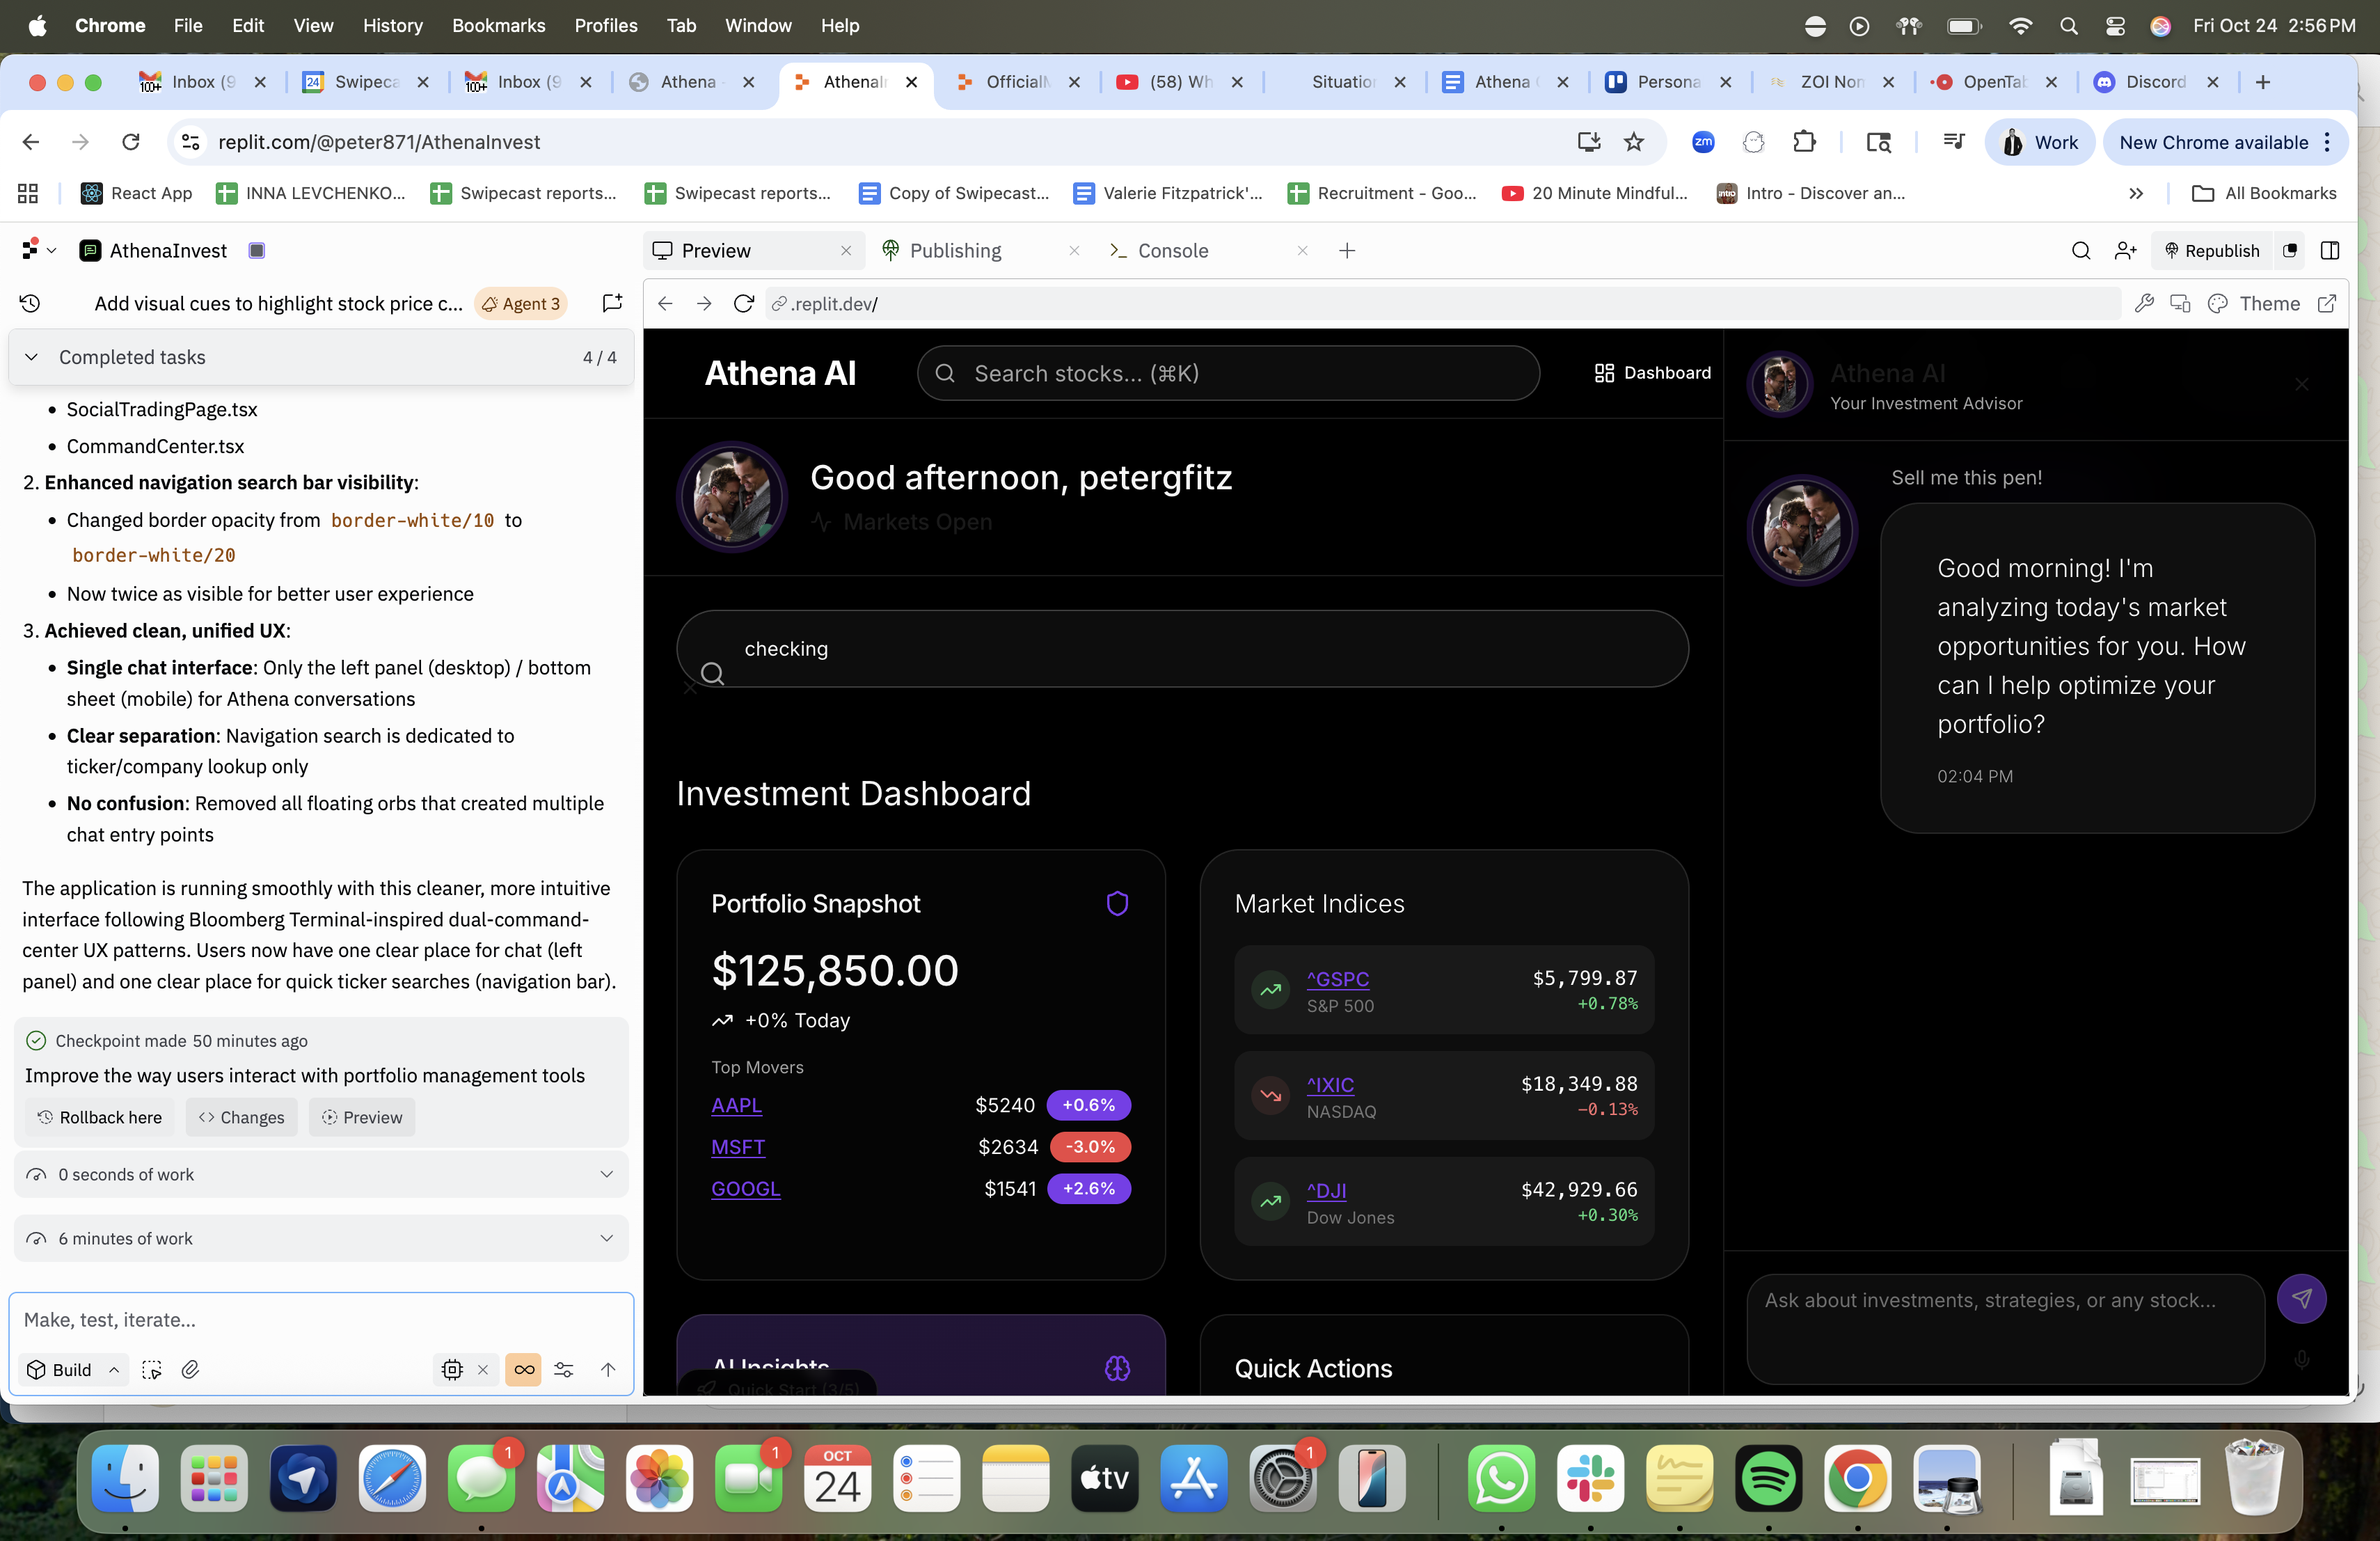 Chrome File Edit View History Bookmarks Profiles Tab Window Help Fri Oct 24 2:56 PM
Inbox (9 Swipeca Inbox (9 Athena - AthenaIn OfficialM (58) Wh Situation Athena Persona ZOI Non OpenTab Discord
100+ 24 100+
replit.com/@peter871/AthenaInvest zm Work New Chrome available
React App INNA LEVCHENKO... Swipecast reports... Swipecast reports... Copy of Swipecast... Valerie Fitzpatrick'... Recruitment - Goo... 20 Minute Mindful... Intro - Discover an... All Bookmarks
AthenaInvest
Preview Publishing Console Republish
Add visual cues to highlight stock price c... Agent 3
.replit.dev/ Theme
Completed tasks 4 / 4
• SocialTradingPage.tsx
• CommandCenter.tsx
2. Enhanced navigation search bar visibility:
• Changed border opacity from border-white/10 to
border-white/20
• Now twice as visible for better user experience
3. Achieved clean, unified UX:
• Single chat interface: Only the left panel (desktop) / bottom
sheet (mobile) for Athena conversations
• Clear separation: Navigation search is dedicated to
ticker/company lookup only
• No confusion: Removed all floating orbs that created multiple
chat entry points
The application is running smoothly with this cleaner, more intuitive
interface following Bloomberg Terminal-inspired dual-command-
center UX patterns. Users now have one clear place for chat (left
panel) and one clear place for quick ticker searches (navigation bar).
Checkpoint made 50 minutes ago
Improve the way users interact with portfolio management tools
Rollback here Changes Preview
0 seconds of work
6 minutes of work
Make, test, iterate...
Build
Athena AI
Search stocks... (⌘K)
Dashboard
Good afternoon, petergfitz
Markets Open
checking
Investment Dashboard
Portfolio Snapshot
$125,850.00
+0% Today
Top Movers
AAPL $5240 +0.6%
MSFT $2634 -3.0%
GOOGL $1541 +2.6%
Market Indices
^GSPC $5,799.87
S&P 500 +0.78%
^IXIC $18,349.88
NASDAQ -0.13%
^DJI $42,929.66
Dow Jones +0.30%
AI Insights
Quick Start (3/5)
Quick Actions
Athena AI
Your Investment Advisor
Sell me this pen!
Good morning! I'm
analyzing today's market
opportunities for you. How
can I help optimize your
portfolio?
02:04 PM
Ask about investments, strategies, or any stock...
1 1 OCT 1
24 tv